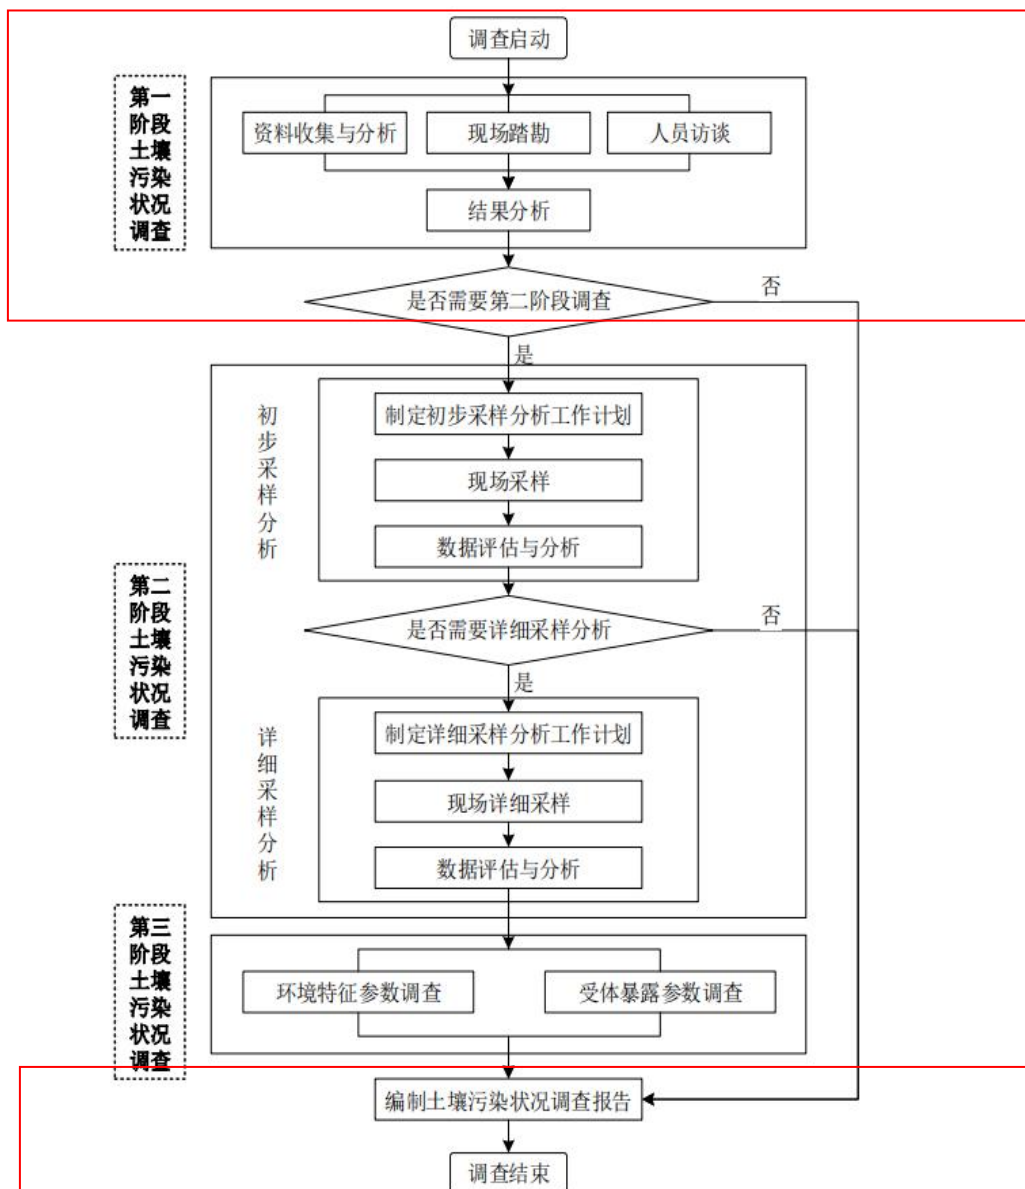 调查启动
第一
阶段
土壤
污染
状况
调查
资料收集与分析
现场踏勘
人员访谈
结果分析
是否需要第二阶段调查
否
是
初
步
采
样
分
析
制定初步采样分析工作计划
现场采样
数据评估与分析
第二
阶段
土壤
污染
状况
调查
是否需要详细采样分析
否
是
详
细
采
样
分
析
制定详细采样分析工作计划
现场详细采样
数据评估与分析
第三
阶段
土壤
污染
状况
调查
环境特征参数调查
受体暴露参数调查
编制土壤污染状况调查报告
调查结束